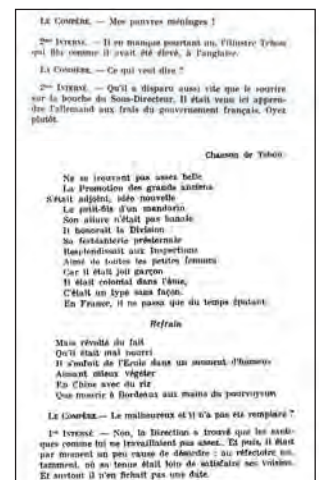 LE COMPÈRE. — Mes pauvres méninges !
2me INTERNE. — Il en manque pourtant un, l'illustre Tchou
qui fila comme il avait été élevé, à l'anglaise.
LE COMPÈRE. — Ce qui veut dire ?
2me INTERNE. — Qu'il a disparu aussi vite que le sourire
sur la bouche du Sous-Directeur. Il était venu ici appren-
dre l'allemand aux frais du gouvernement français. Oyez
plutôt.
Chanson de Tchou
Ne se trouvant pas assez belle
La Promotion des grands anciens
S'était adjoint, idée nouvelle
Le petit-fils d'un mandarin
Son allure n'était pas banale
Il honorait la Division
Sa
Resplendissait aux Inspections
Aimé de toutes les petites femmes
Car il était joli garçon
Il était colonial dans l'âme,
C'était un type sans façon.
En France, il ne passa que du temps épatant.
Refrain
Mais révolté du fait
Qu'il était mal nourri
Il s'enfuit de l'Ecole dans un moment d'humeur
Aimant mieux végéter
En Chine avec du riz
Que mourir à Bordeaux aux mains du pourvoyeur
LE COMPÈRE. — Le malheureux et il n'a pas été remplacé ?
1er INTERNE. — Non, la Direction a trouvé que les
comme lui ne travaillaient pas assez. Et puis, il était
par moment un peu cause de désordre : au réfectoire no-
tamment, où sa tenue était loin de satisfaire ses voisins.
Et surtout il n'en fichait pas une date.